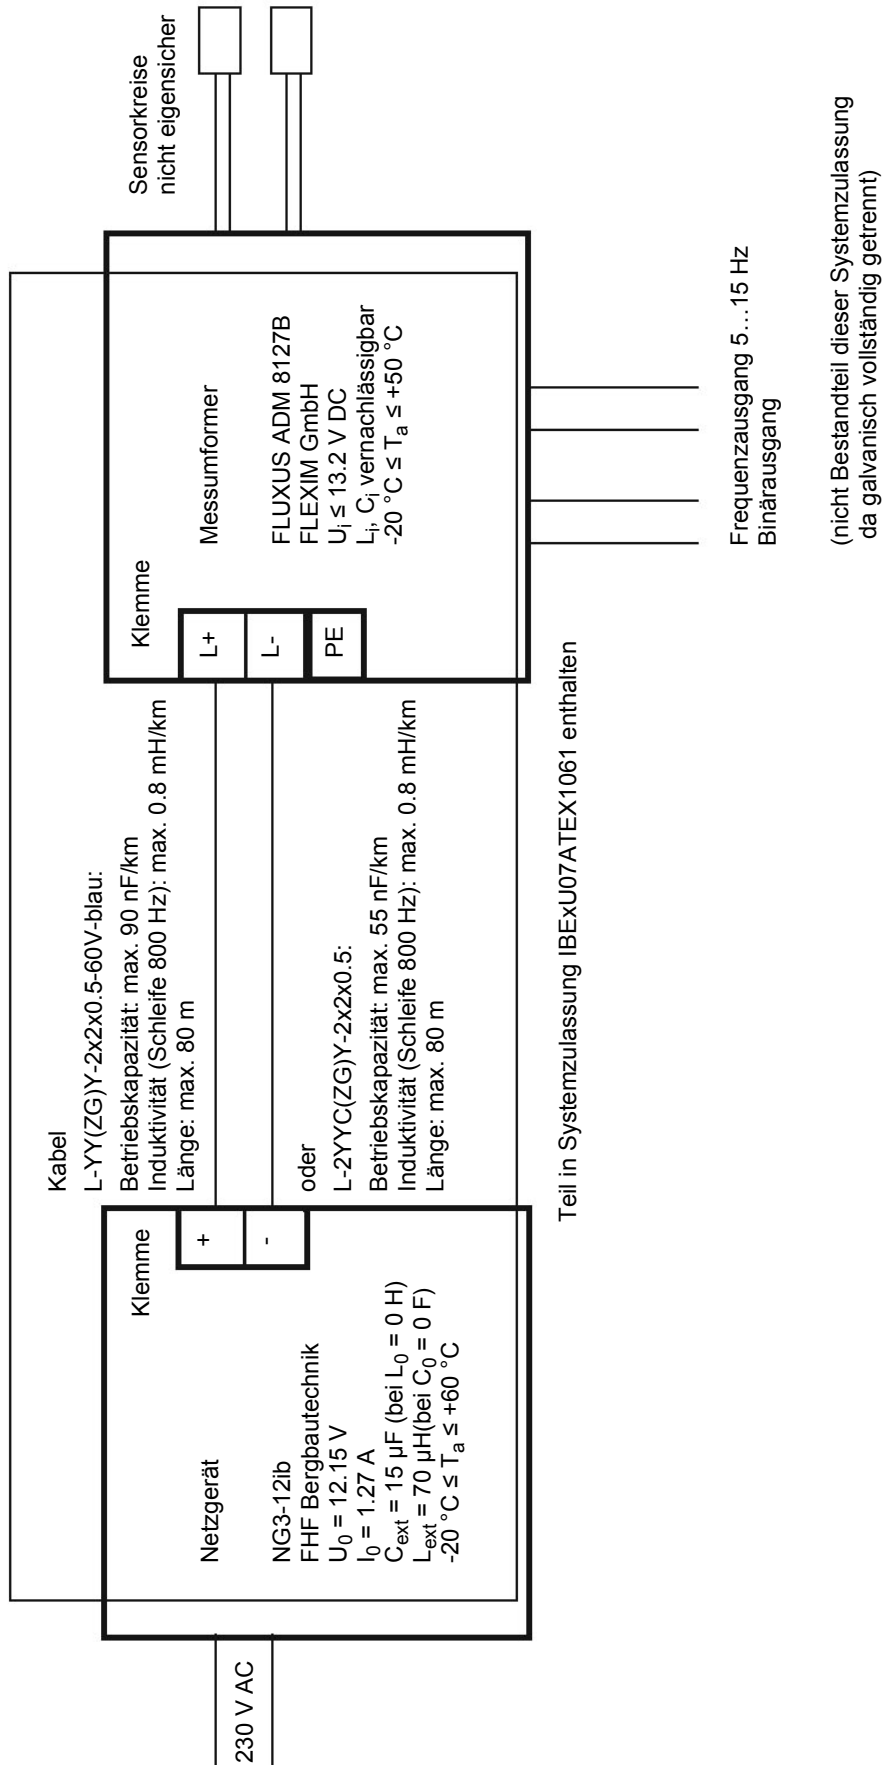 230 V AC
Netzgerät
NG3-12ib
FHF Bergbautechnik
U0 = 12.15 V
I0 = 1.27 A
Cext = 15 µF (bei L0 = 0 H)
Lext = 70 µH(bei C0 = 0 F)
-20 °C ≤ Ta ≤ +60 °C
Klemme
+
-
Kabel
L-YY(ZG)Y-2x2x0.5-60V-blau:
Betriebskapazität: max. 90 nF/km
Induktivität (Schleife 800 Hz): max. 0.8 mH/km
Länge: max. 80 m
oder
L-2YYC(ZG)Y-2x2x0.5:
Betriebskapazität: max. 55 nF/km
Induktivität (Schleife 800 Hz): max. 0.8 mH/km
Länge: max. 80 m
Teil in Systemzulassung IBExU07ATEX1061 enthalten
Klemme
L+
L-
PE
Messumformer
FLUXUS ADM 8127B
FLEXIM GmbH
Ui ≤ 13.2 V DC
Li, Ci vernachlässigbar
-20 °C ≤ Ta ≤ +50 °C
Sensorkreise
nicht eigensicher
Frequenzausgang 5…15 Hz
Binärausgang
(nicht Bestandteil dieser Systemzulassung
da galvanisch vollständig getrennt)